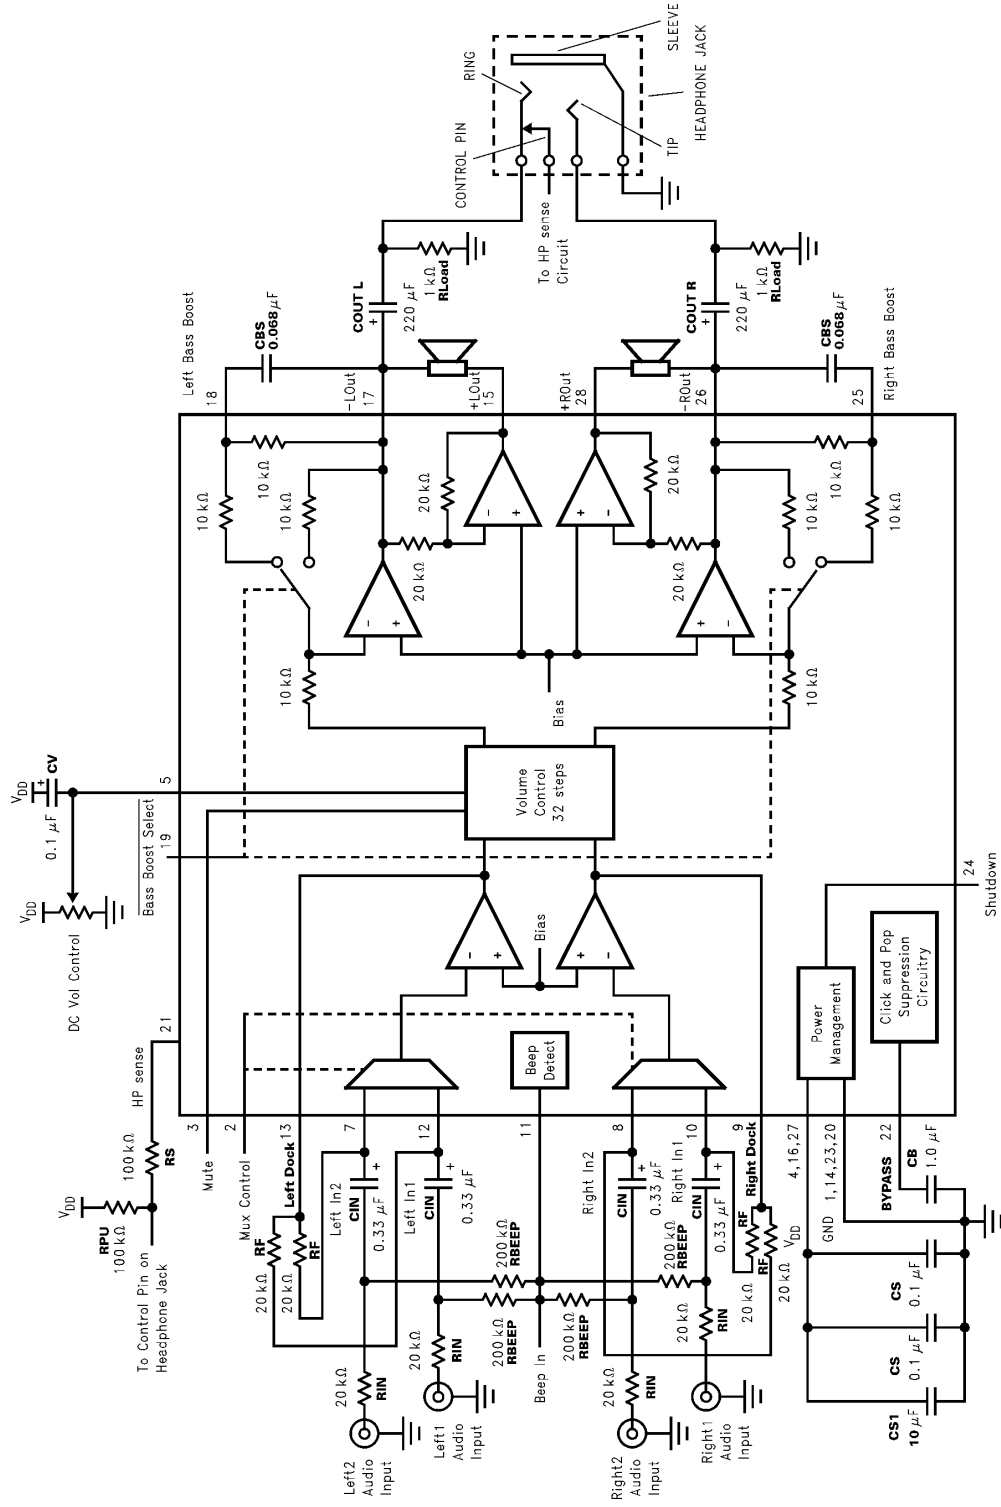 To Control Pin on
Headphone Jack
VDD
RPU
100 kΩ
100 kΩ
RS
HP sense
21
VDD
DC Vol Control
VDD
+
CV
0.1 µF
5
Bass Boost Select
19
Left Bass Boost
18
CBS
0.068µF
Mute
3
Mux Control
2
Left Dock
13
RF
20 kΩ
RF
20 kΩ
Left2
Audio
Input
20 kΩ
RIN
Left In2
CIN
+
0.33 µF
7
Left1
Audio
Input
20 kΩ
RIN
Left In1
CIN
+
0.33 µF
12
200 kΩ
RBEEP
200 kΩ
RBEEP
Beep In
11
Beep
Detect
200 kΩ
RBEEP
200 kΩ
RBEEP
Right2
Audio
Input
20 kΩ
RIN
Right In2
CIN
+
0.33 µF
8
Right1
Audio
Input
20 kΩ
RIN
Right In1
CIN
+
0.33 µF
10
Right Dock
9
RF
20 kΩ
RF
20 kΩ
-
+
Bias
+
-
Volume
Control
32 steps
10 kΩ
10 kΩ
10 kΩ
10 kΩ
-
+
20 kΩ
20 kΩ
-
+
Bias
+
-
20 kΩ
20 kΩ
+
-
10 kΩ
10 kΩ
10 kΩ
10 kΩ
-LOut
17
+LOut
15
+ROut
28
-ROut
26
25
Right Bass Boost
CBS
0.068µF
COUT L
+
220 µF
1 kΩ
RLoad
COUT R
+
220 µF
1 kΩ
RLoad
To HP sense
Circuit
CONTROL PIN
RING
TIP
SLEEVE
HEADPHONE JACK
VDD
4,16,27
GND
1,14,23,20
BYPASS
22
CB
1.0 µF
CS
0.1 µF
CS
0.1 µF
CS1
10 µF
Power
Management
Click and Pop
Suppression
Circuitry
24
Shutdown